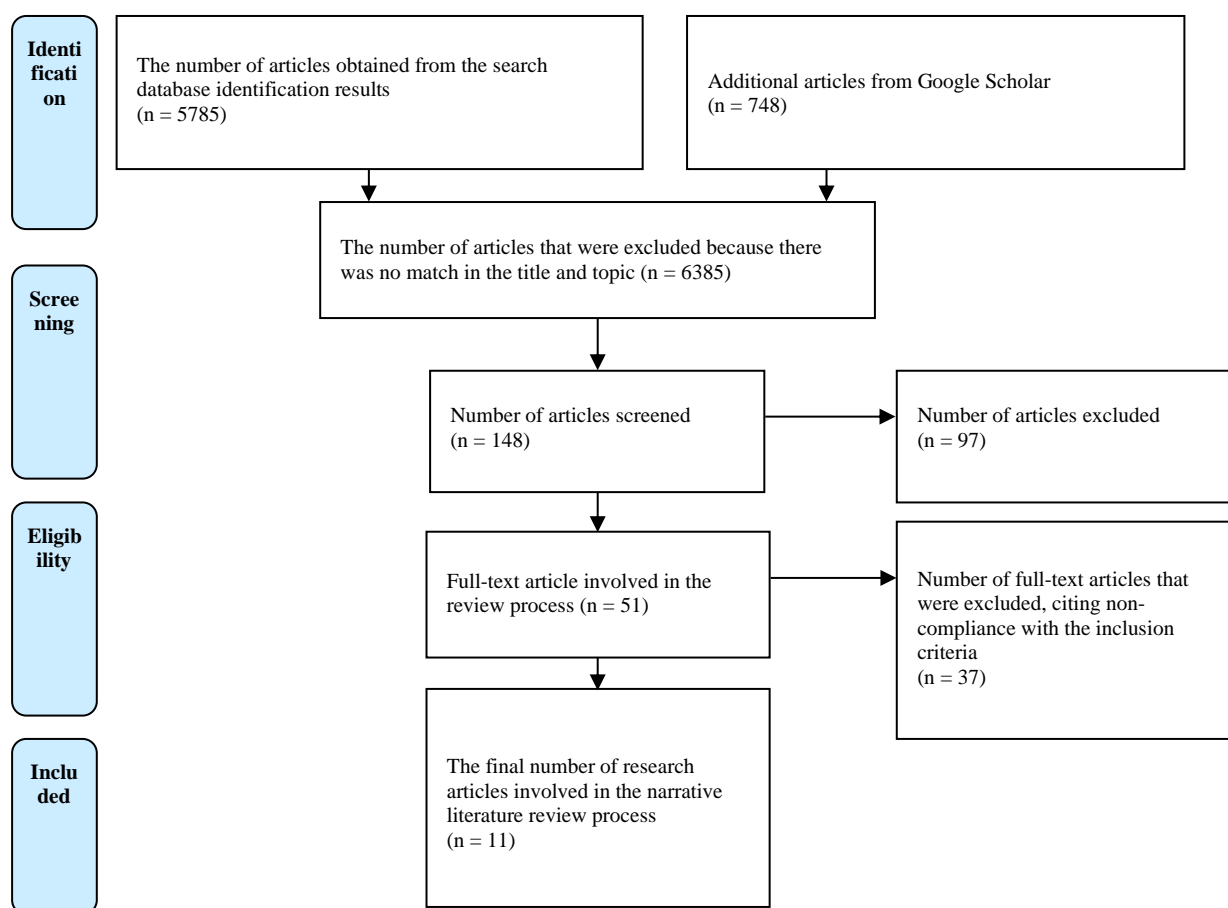 Identi
ficati
on
The number of articles obtained from the search
database identification results
(n = 5785)
Additional articles from Google Scholar
(n = 748)
The number of articles that were excluded because there
was no match in the title and topic (n = 6385)
Scree
ning
Number of articles screened
(n = 148)
Number of articles excluded
(n = 97)
Eligib
ility
Full-text article involved in the
review process (n = 51)
Number of full-text articles that
were excluded, citing non-
compliance with the inclusion
criteria
(n = 37)
Inclu
ded
The final number of research
articles involved in the narrative
literature review process
(n = 11)